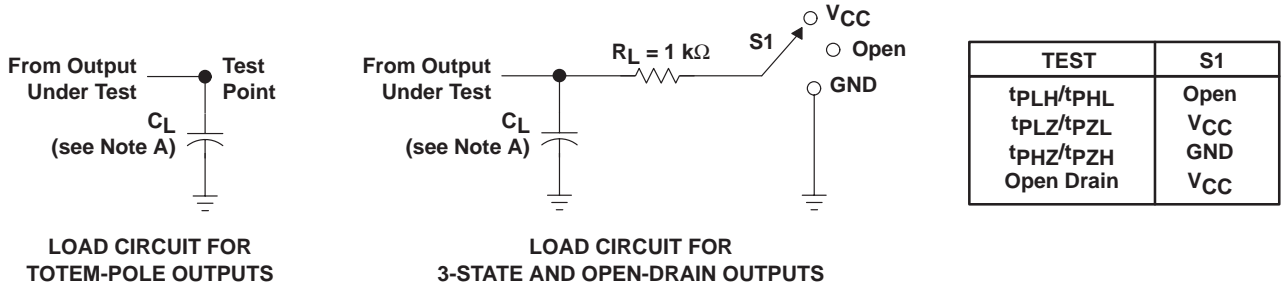 From Output
Under Test
Test
Point
CL
(see Note A)
LOAD CIRCUIT FOR
TOTEM-POLE OUTPUTS
From Output
Under Test
RL = 1 kΩ
S1
VCC
Open
GND
CL
(see Note A)
LOAD CIRCUIT FOR
3-STATE AND OPEN-DRAIN OUTPUTS
TEST S1
tPLH/tPHL Open
tPLZ/tPZL VCC
tPHZ/tPZH GND
Open Drain VCC